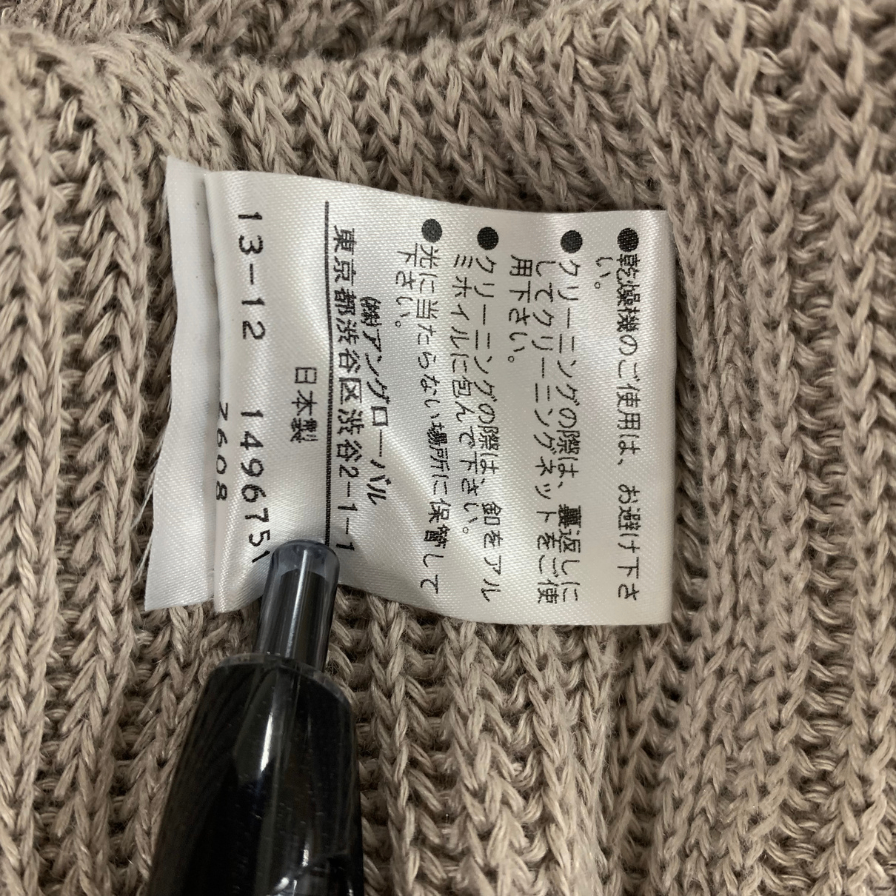 ●乾燥機のご使用は、お避け下さ
い。
●クリーニングの際は、裏返しに
してクリーニングネットをご使
用下さい。
●クリーニングの際は、釦をアル
ミホイルに包んで下さい。
●光に当たらない場所に保管して
下さい。
㈱アングローバル
東京都渋谷区渋谷2-1-1
日本製
13-12 149675
7608